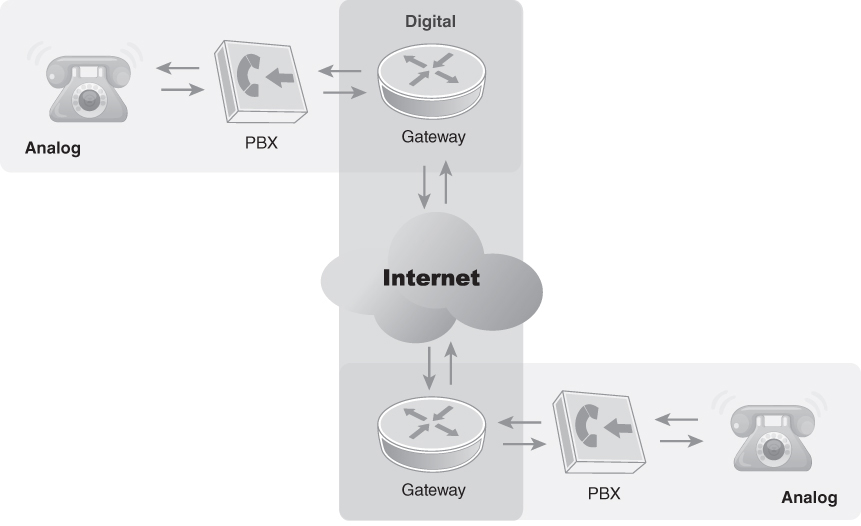 Digital
Analog
PBX
Gateway
Internet
Gateway
PBX
Analog